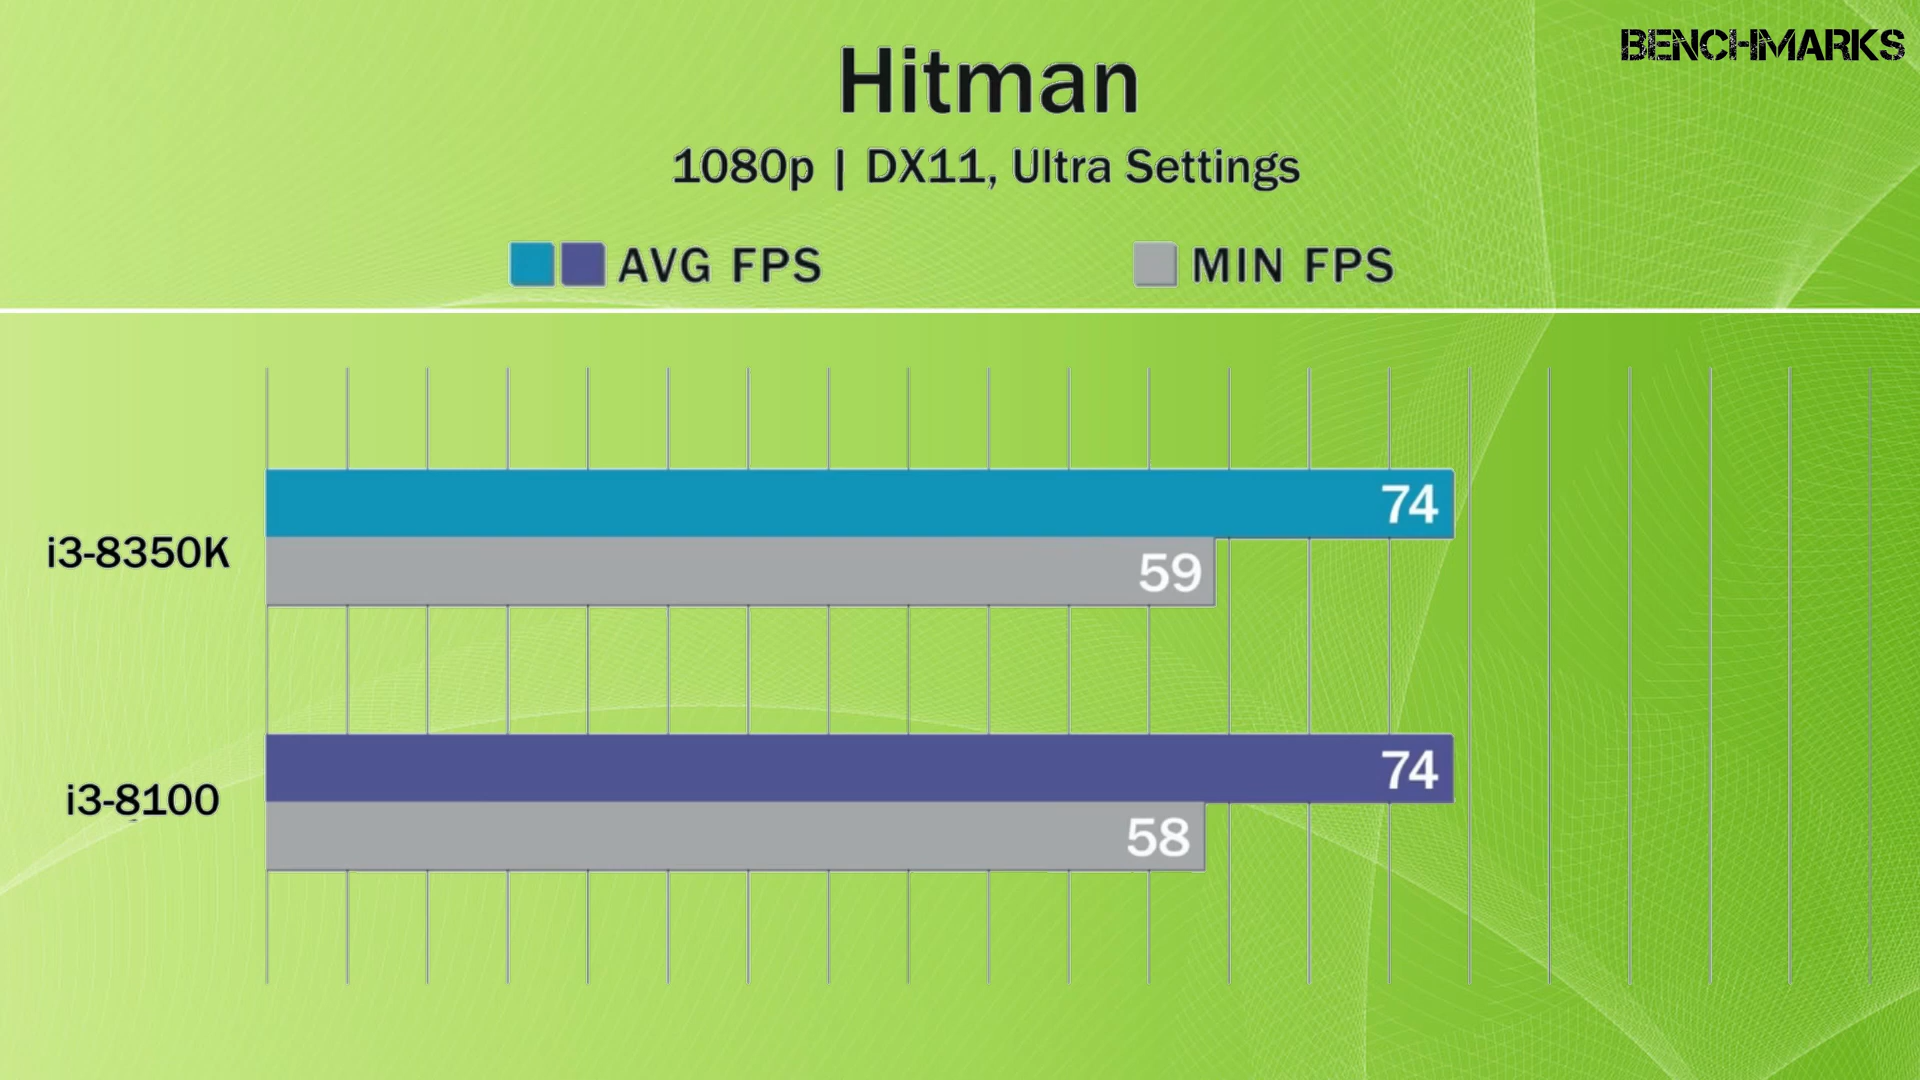 BENCHMARKS
Hitman
1080p | DX11, Ultra Settings
AVG FPS MIN FPS
i3-8350K
74
59
i3-8100
74
58